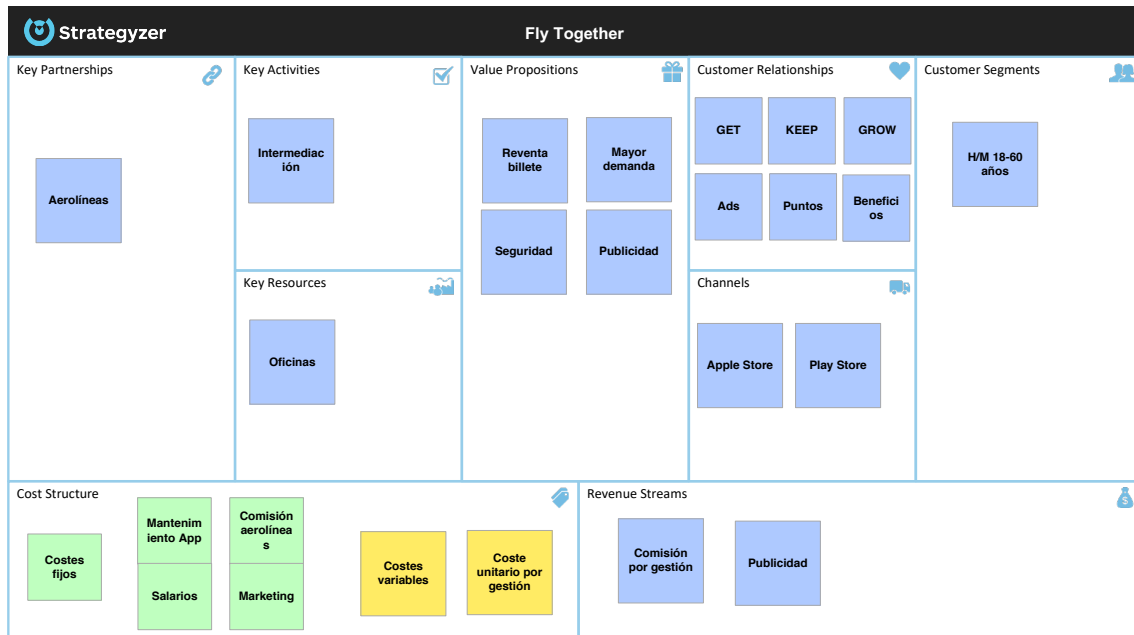 Strategyzer
Fly Together
Key Partnerships
Aerolíneas
Key Activities
Intermediac
ión
Key Resources
Oficinas
Value Propositions
Reventa
billete
Mayor
demanda
Seguridad
Publicidad
Customer Relationships
GET
KEEP
GROW
Ads
Puntos
Benefici
os
Channels
Apple Store
Play Store
Customer Segments
H/M 18-60
años
Cost Structure
Costes
fijos
Mantenim
iento App
Comisión
aerolínea
s
Salarios
Marketing
Costes
variables
Coste
unitario por
gestión
Revenue Streams
$
Comisión
por gestión
Publicidad